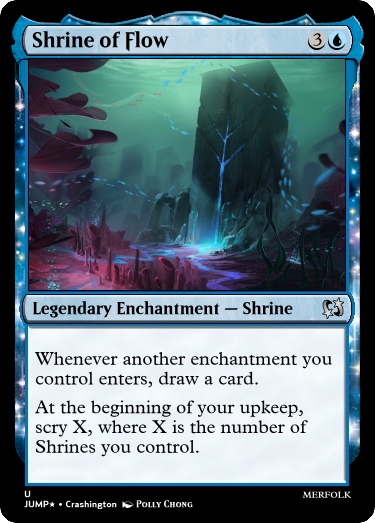 Shrine of Flow 3
Legendary Enchantment — Shrine
Whenever another enchantment you
control enters, draw a card.
At the beginning of your upkeep,
scry X, where X is the number of
Shrines you control.
U MERFOLK
JUMP★ • Crashington Polly Chong